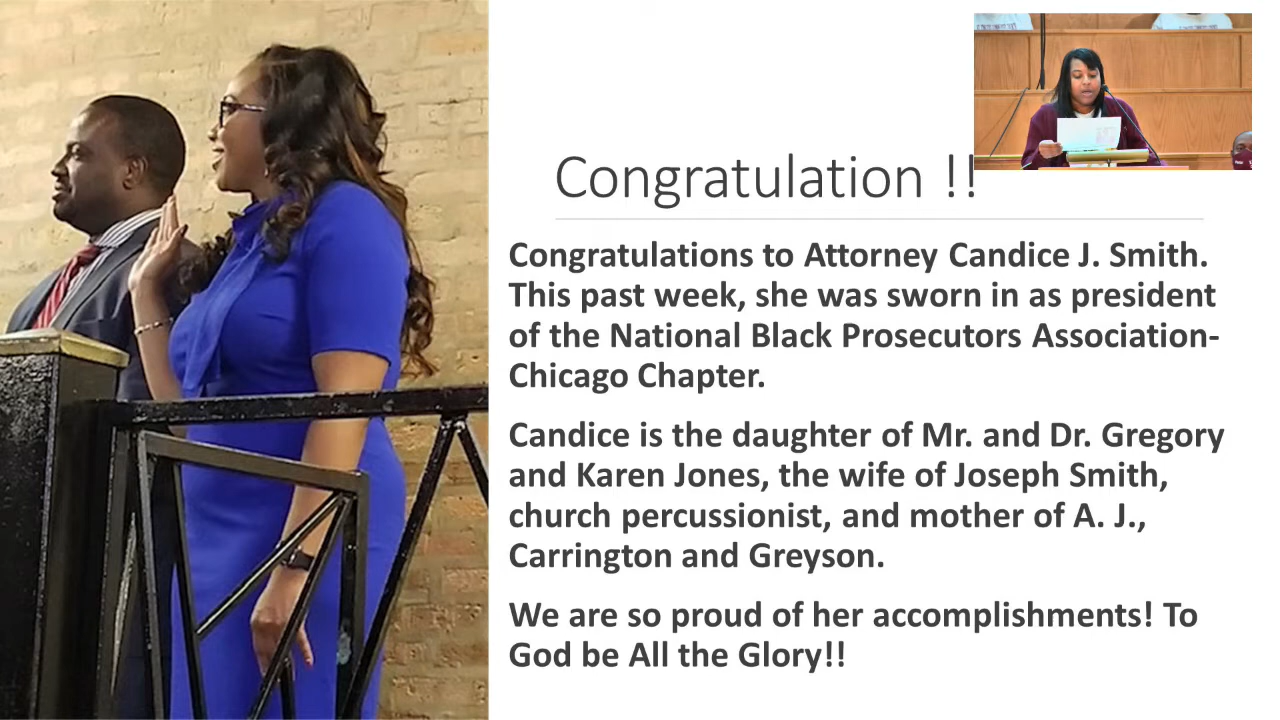 Congratulation !!
Congratulations to Attorney Candice J. Smith.
This past week, she was sworn in as president
of the National Black Prosecutors Association-
Chicago Chapter.
Candice is the daughter of Mr. and Dr. Gregory
and Karen Jones, the wife of Joseph Smith,
church percussionist, and mother of A. J.,
Carrington and Greyson.
We are so proud of her accomplishments! To
God be All the Glory!!